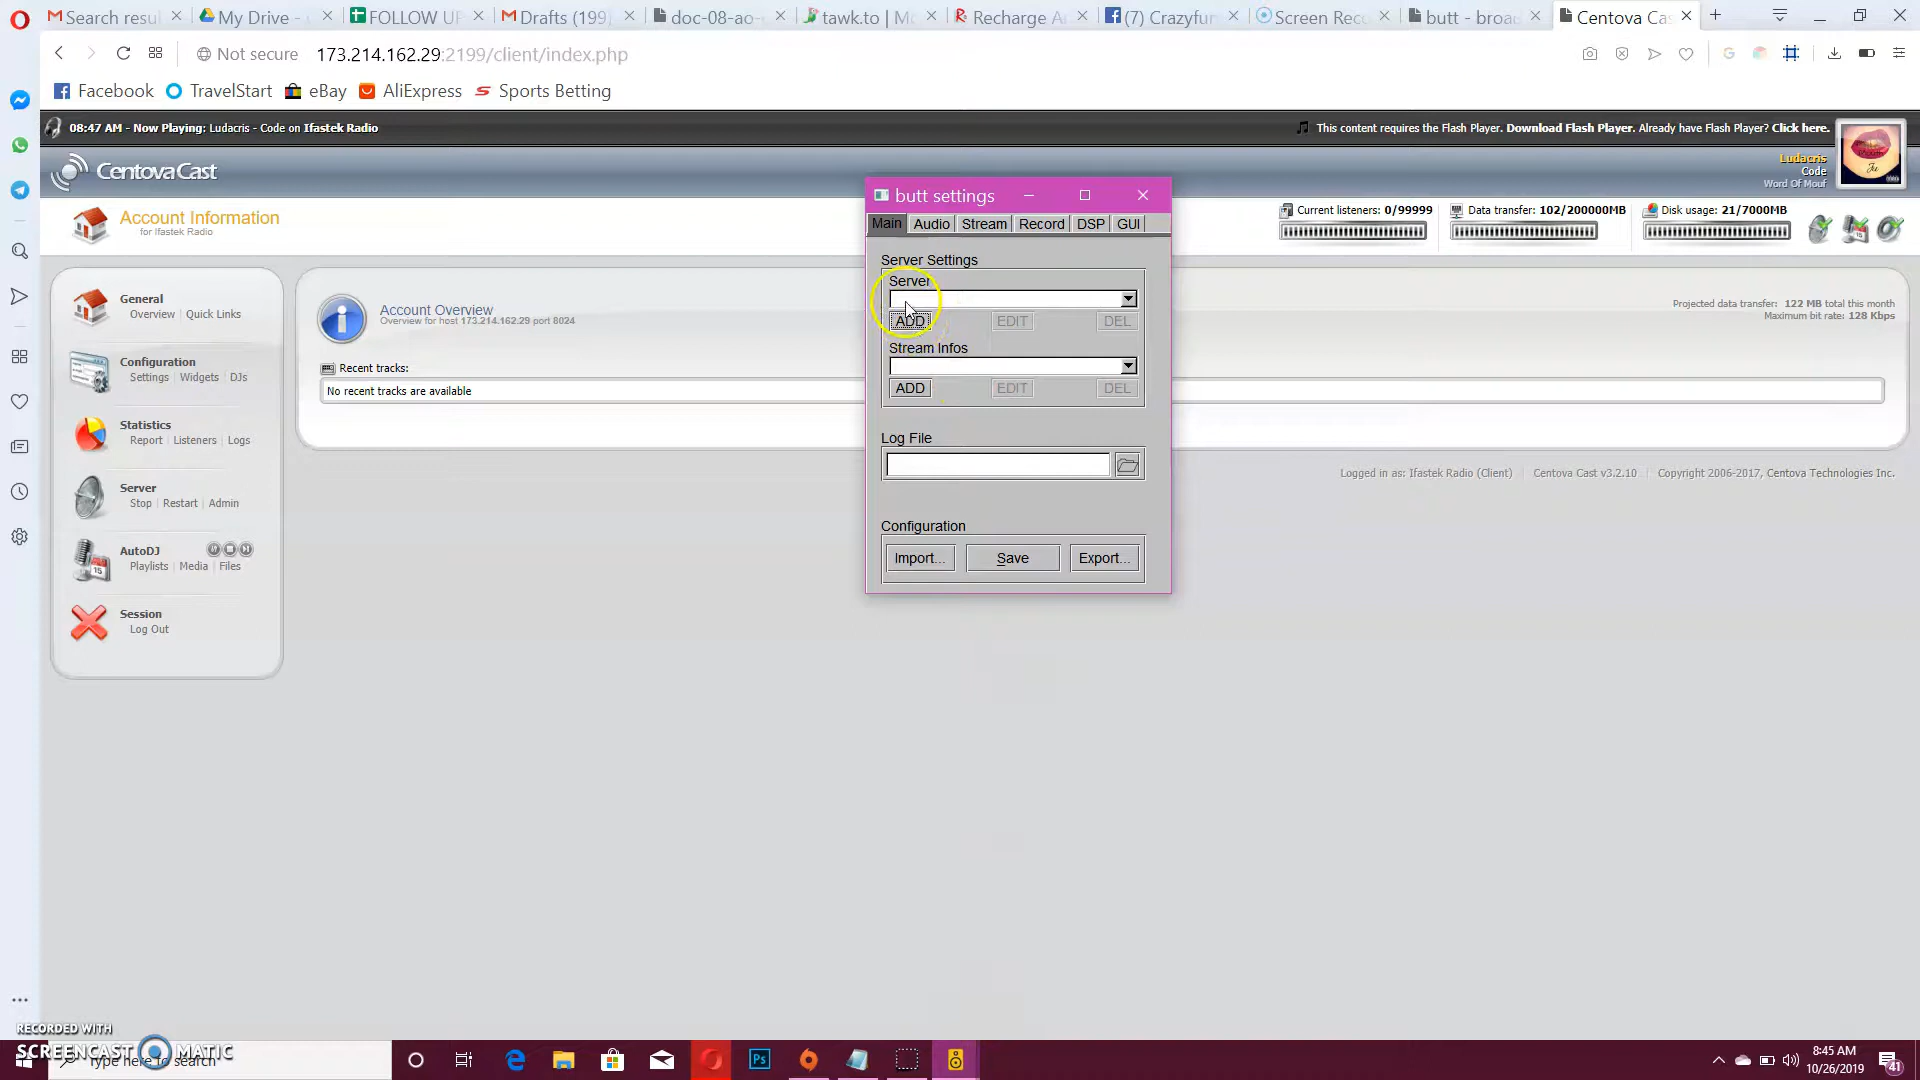 Search resul
My Drive -
FOLLOW UP
Drafts (199)
doc-08-ao-
tawk.to | Mo
Recharge A
(7) Crazyfun
Screen Reco
butt - broad
Centova Cas
Not secure 173.214.162.29:2199/client/index.php
Facebook TravelStart eBay AliExpress Sports Betting
08:47 AM - Now Playing: Ludacris - Code on Ifastek Radio
This content requires the Flash Player. Download Flash Player. Already have Flash Player? Click here.
CentovaCast
Ludacris
Code
Word Of Mouf
Account Information
for Ifastek Radio
Current listeners: 0/99999
Data transfer: 102/200000MB
Disk usage: 21/7000MB
General
Overview | Quick Links
Configuration
Settings | Widgets | DJs
Statistics
Report | Listeners | Logs
Server
Stop | Restart | Admin
AutoDJ
Playlists | Media | Files
Session
Log Out
Account Overview
Overview for host 173.214.162.29 port 8024
Projected data transfer: 122 MB total this month
Maximum bit rate: 128 Kbps
Recent tracks:
No recent tracks are available
Logged in as: Ifastek Radio (Client) | Centova Cast v3.2.10 | Copyright 2006-2017, Centova Technologies Inc.
butt settings
Main Audio Stream Record DSP GUI
Server Settings
Server
ADD EDIT DEL
Stream Infos
ADD EDIT DEL
Log File
Configuration
Import... Save Export...
RECORDED WITH
SCREENCAST MATIC
Type here to search
8:45 AM
10/26/2019
41